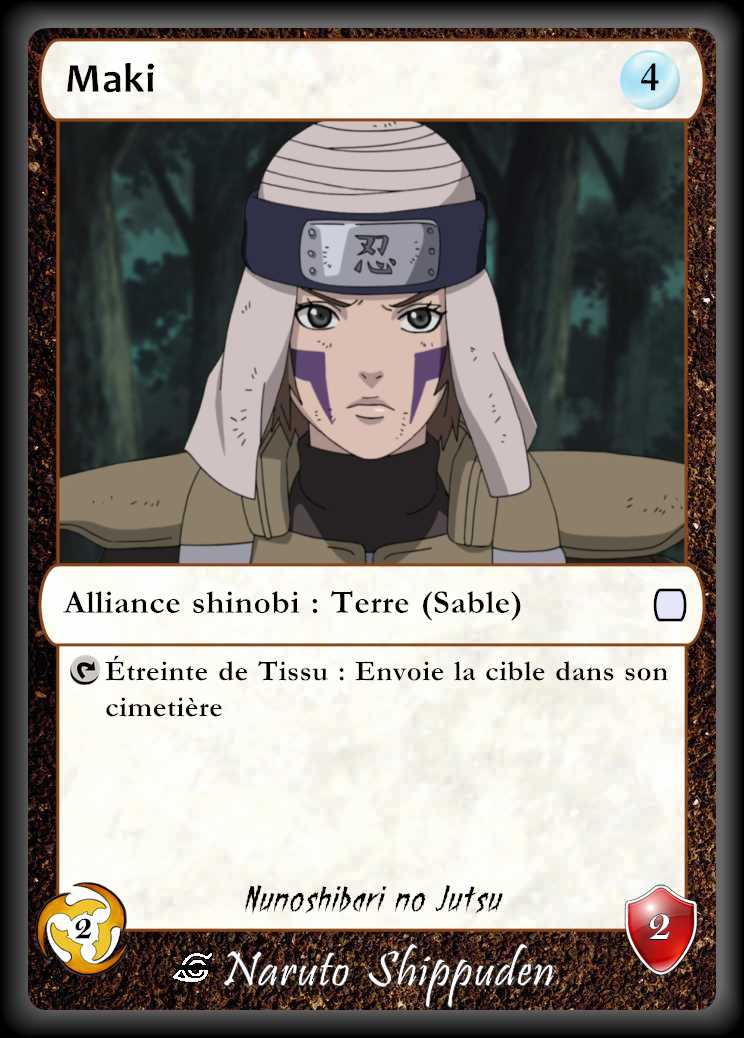 Maki
4
忍
Alliance shinobi : Terre (Sable)
Étreinte de Tissu : Envoie la cible dans son
cimetière
Nunoshibari no Jutsu
2
2
Naruto Shippuden